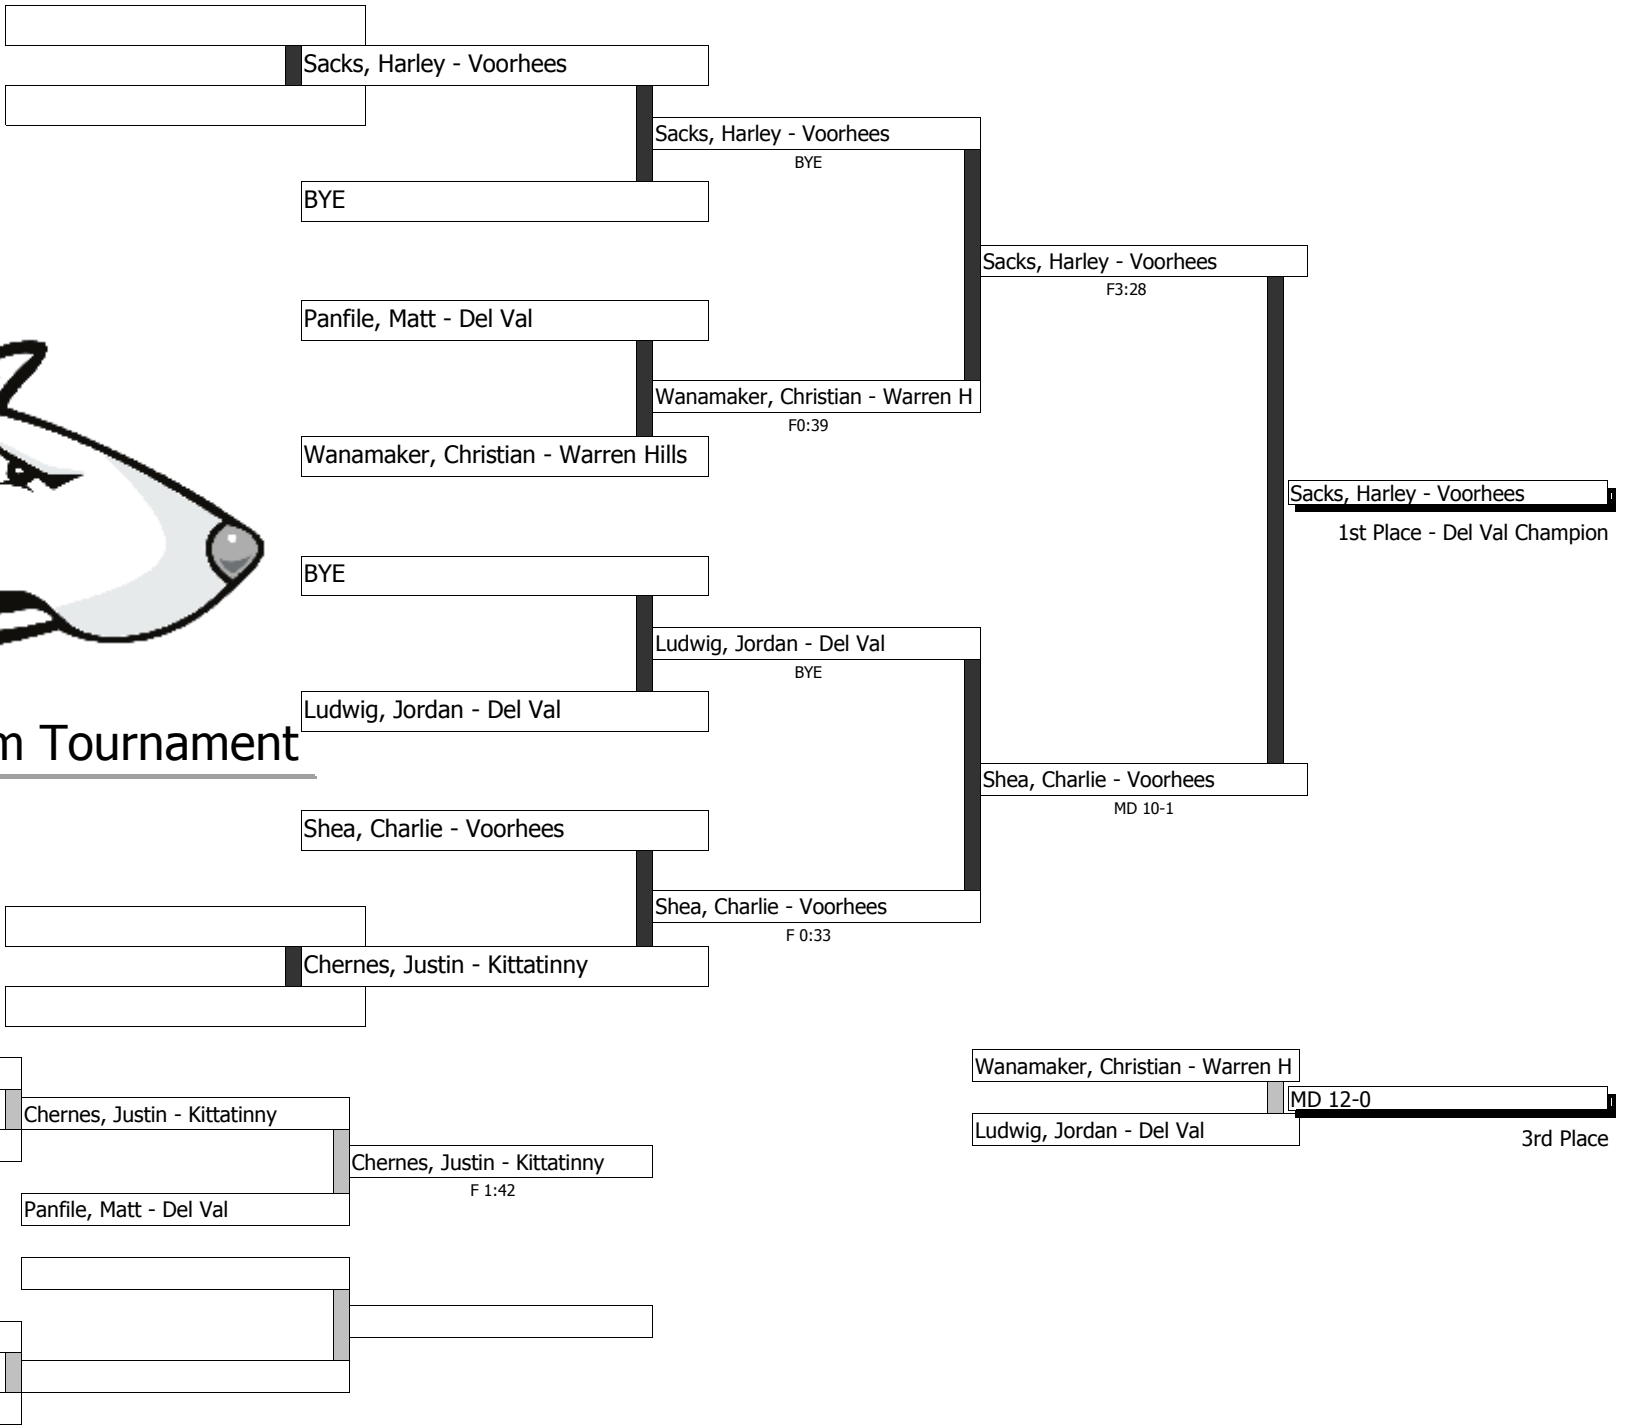 Sacks, Harley - Voorhees
Sacks, Harley - Voorhees
BYE
BYE
Sacks, Harley - Voorhees
F3:28
Panfile, Matt - Del Val
Wanamaker, Christian - Warren H
F0:39
Wanamaker, Christian - Warren Hills
Sacks, Harley - Voorhees
1st Place - Del Val Champion
BYE
Ludwig, Jordan - Del Val
BYE
Ludwig, Jordan - Del Val
m Tournament
Shea, Charlie - Voorhees
MD 10-1
Shea, Charlie - Voorhees
Shea, Charlie - Voorhees
F 0:33
Chernes, Justin - Kittatinny
Wanamaker, Christian - Warren H
MD 12-0
Ludwig, Jordan - Del Val
3rd Place
Chernes, Justin - Kittatinny
Chernes, Justin - Kittatinny
F 1:42
Panfile, Matt - Del Val